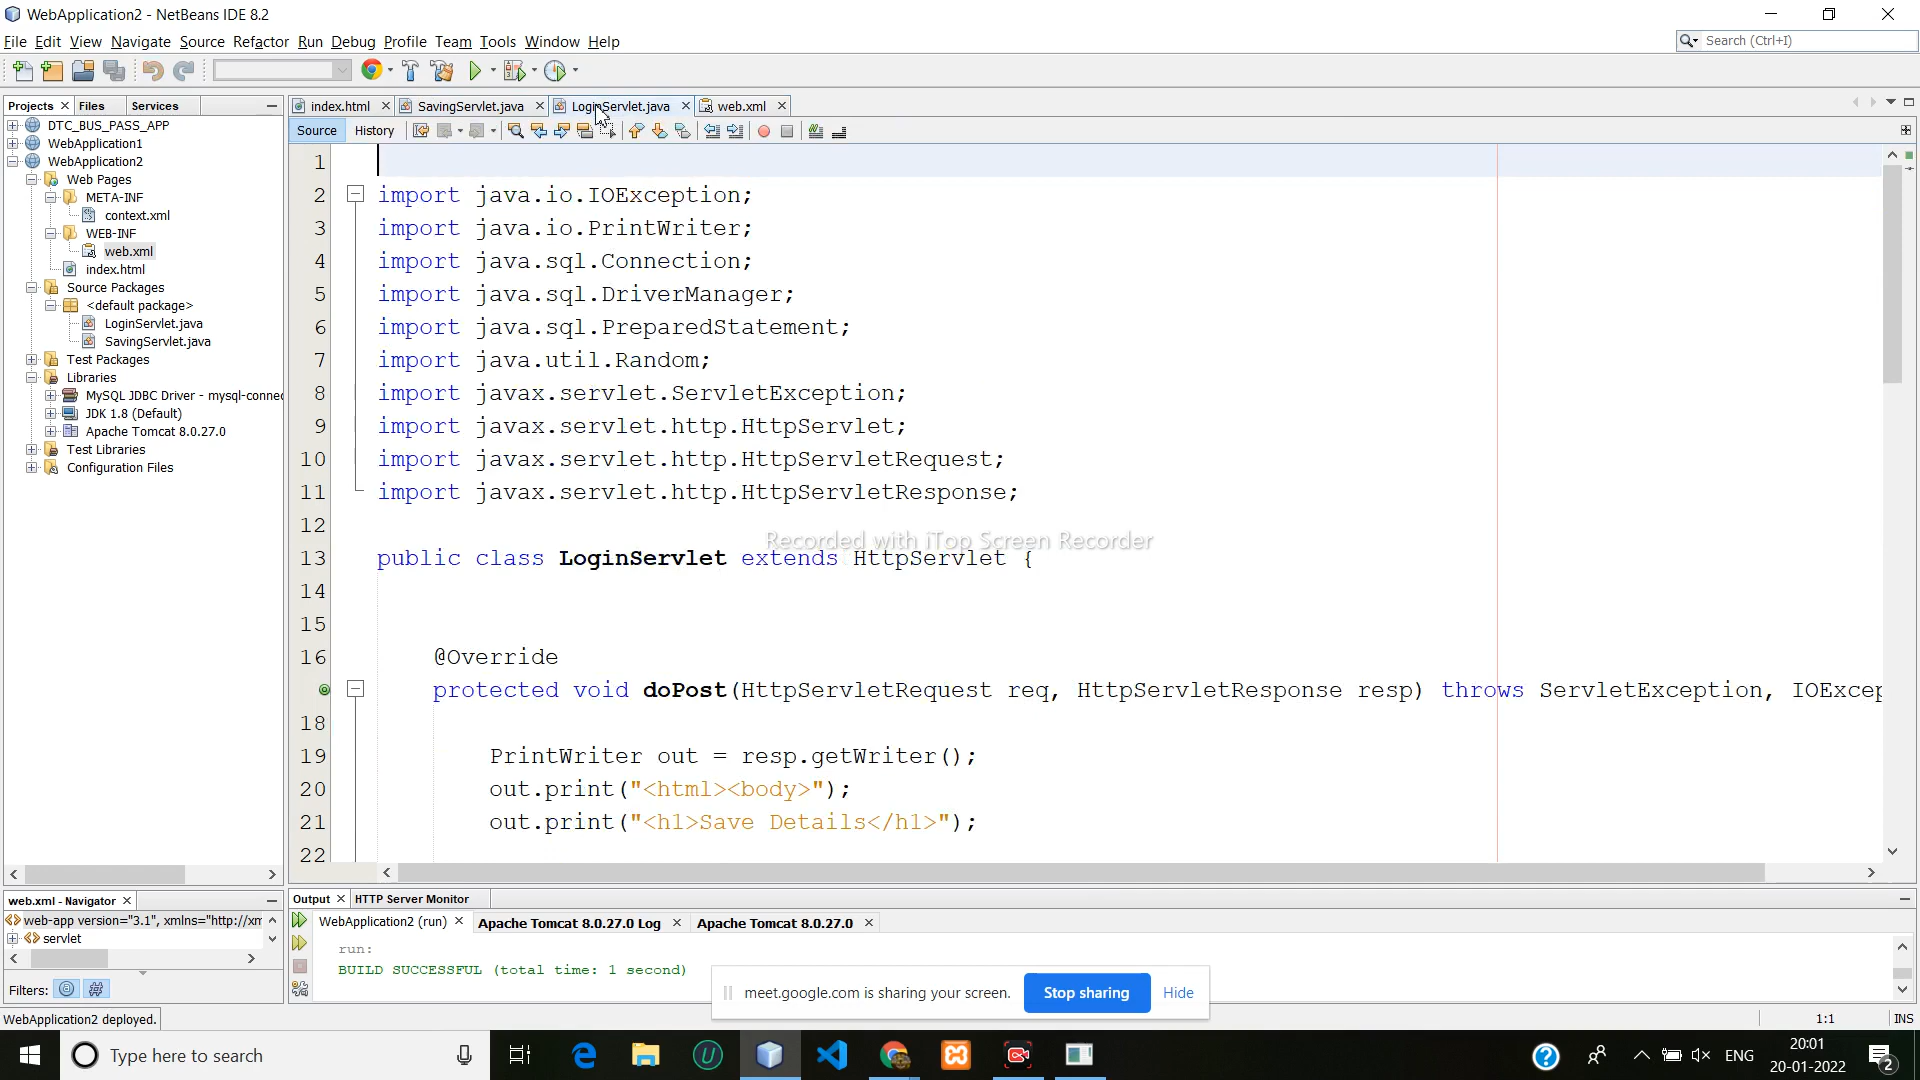 WebApplication2 - NetBeans IDE 8.2
File Edit View Navigate Source Refactor Run Debug Profile Team Tools Window Help
Search (Ctrl+I)
Projects Files Services
index.html SavingServlet.java LoginServlet.java web.xml
Source History
DTC_BUS_PASS_APP
WebApplication1
WebApplication2
Web Pages
META-INF
context.xml
WEB-INF
web.xml
index.html
Source Packages
<default package>
LoginServlet.java
SavingServlet.java
Test Packages
Libraries
MySQL JDBC Driver - mysql-connec
JDK 1.8 (Default)
Apache Tomcat 8.0.27.0
Test Libraries
Configuration Files
1
2 import java.io.IOException;
3 import java.io.PrintWriter;
4 import java.sql.Connection;
5 import java.sql.DriverManager;
6 import java.sql.PreparedStatement;
7 import java.util.Random;
8 import javax.servlet.ServletException;
9 import javax.servlet.http.HttpServlet;
10 import javax.servlet.http.HttpServletRequest;
11 import javax.servlet.http.HttpServletResponse;
12
Recorded with iTop Screen Recorder
13 public class LoginServlet extends HttpServlet {
14
15
16 @Override
protected void doPost(HttpServletRequest req, HttpServletResponse resp) throws ServletException, IOExcep
18
19 PrintWriter out = resp.getWriter();
20 out.print("<html><body>");
21 out.print("<h1>Save Details</h1>");
22
web.xml - Navigator
web-app version="3.1", xmlns="http://xm
servlet
Filters:
Output HTTP Server Monitor
WebApplication2 (run) Apache Tomcat 8.0.27.0 Log Apache Tomcat 8.0.27.0
run:
BUILD SUCCESSFUL (total time: 1 second)
meet.google.com is sharing your screen. Stop sharing Hide
WebApplication2 deployed.
1:1 INS
Type here to search
ENG
20:01
20-01-2022
2